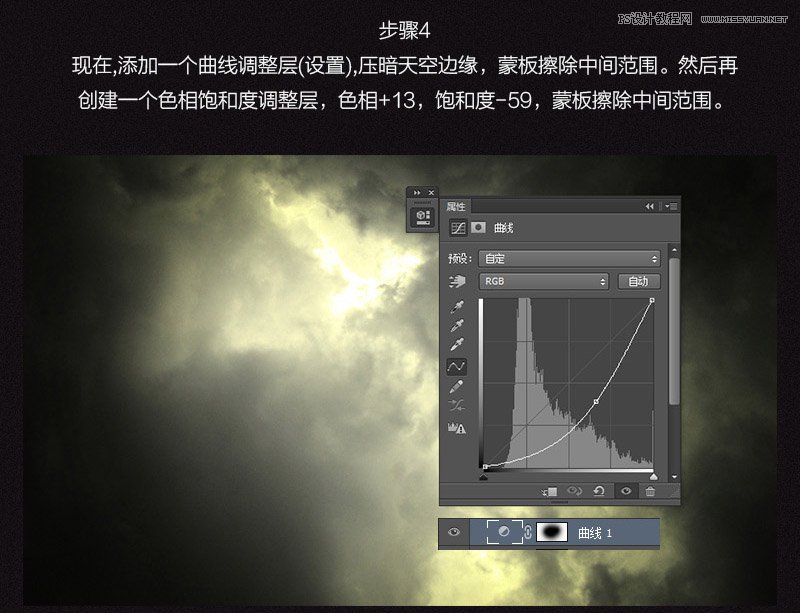 PS设计教程网 WWW.MISSYUAN.NET
步骤4
现在,添加一个曲线调整层(设置),压暗天空边缘，蒙板擦除中间范围。然后再
创建一个色相饱和度调整层，色相+13，饱和度-59，蒙板擦除中间范围。
属性
曲线
预设： 自定
RGB 自动
曲线 1